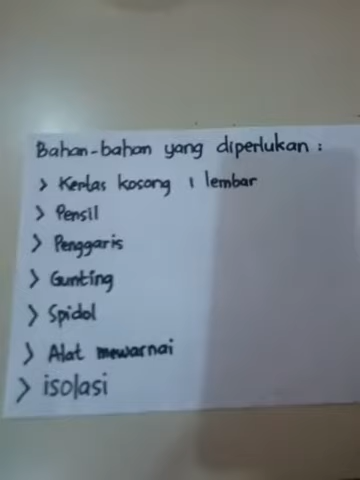 Bahan-bahan yang diperlukan :
> Kertas kosong 1 lembar
> Pensil
> Penggaris
> Gunting
> Spidol
> Alat mewarnai
> isolasi